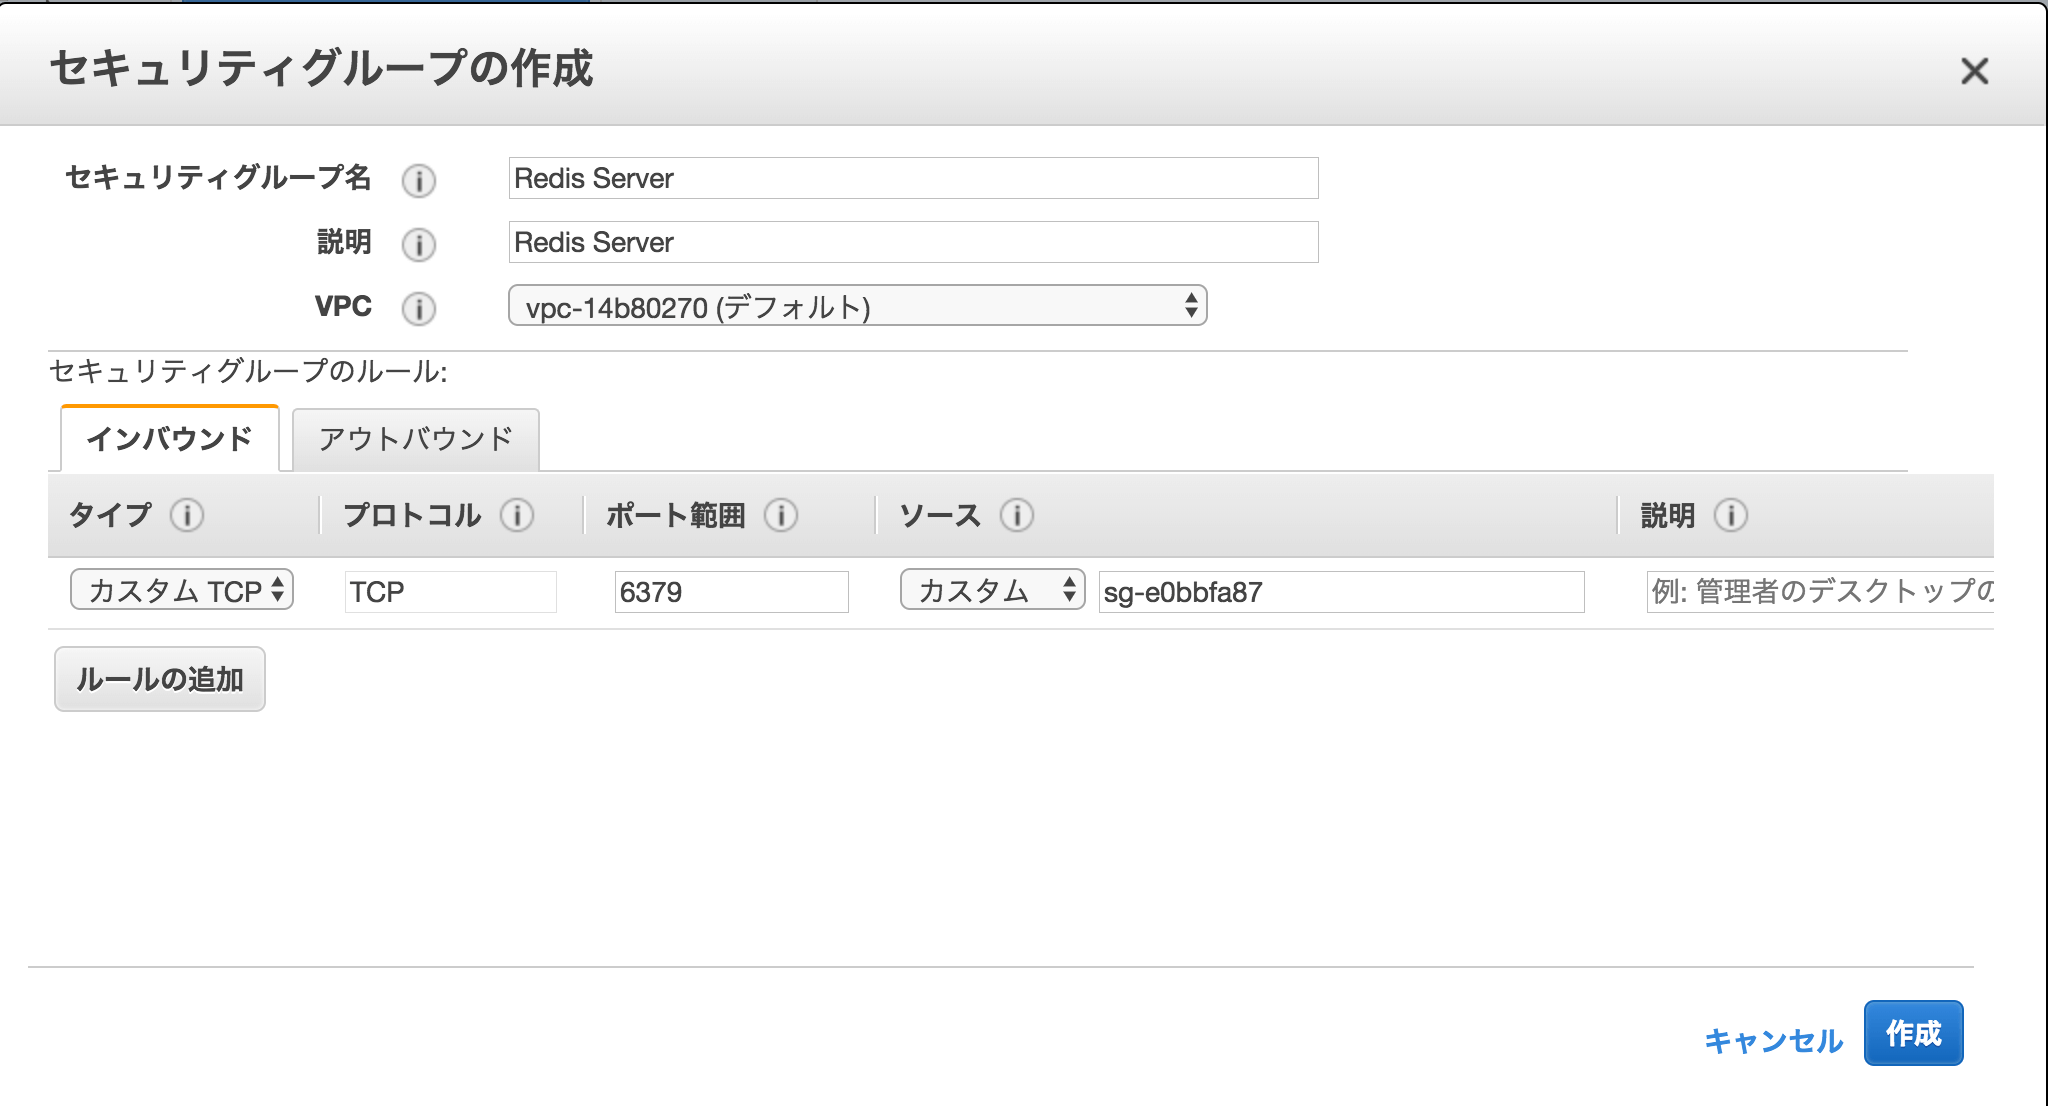 セキュリティグループの作成
セキュリティグループ名 Redis Server
説明 Redis Server
VPC vpc-14b80270 (デフォルト)
セキュリティグループのルール:
インバウンド アウトバウンド
タイプ プロトコル ポート範囲 ソース 説明
カスタム TCP TCP 6379 カスタム sg-e0bbfa87 例: 管理者のデスクトップの
ルールの追加
キャンセル 作成